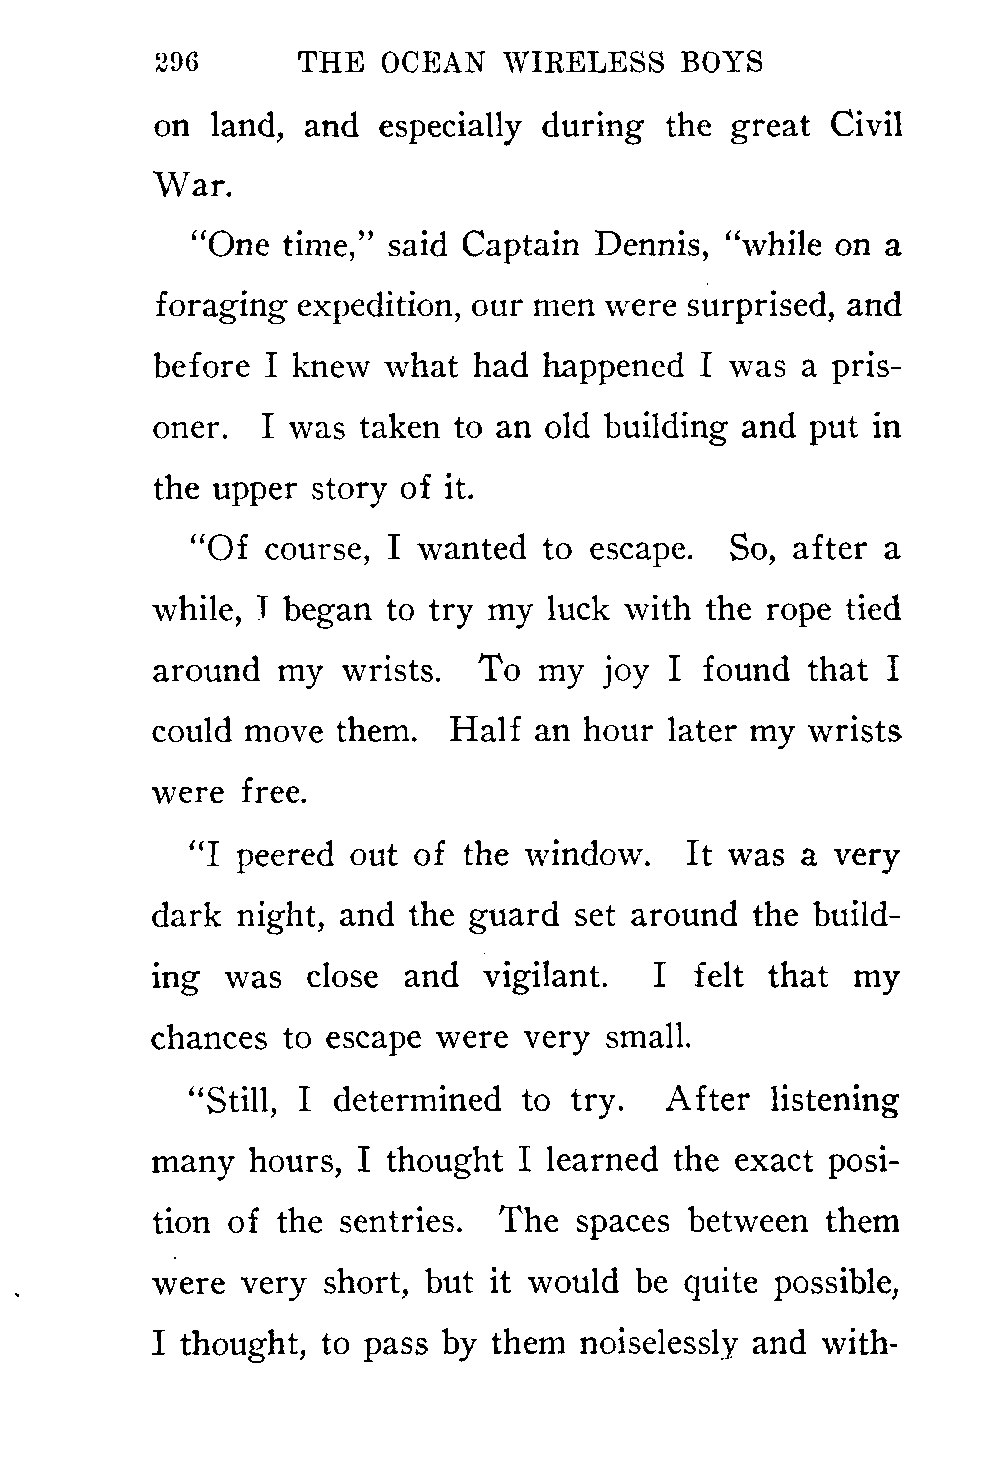 296 THE OCEAN WIRELESS BOYS
on land, and especially during the great Civil
War.
“One time,” said Captain Dennis, “while on a
foraging expedition, our men were surprised, and
before I knew what had happened I was a pris-
oner. I was taken to an old building and put in
the upper story of it.
“Of course, I wanted to escape. So, after a
while, I began to try my luck with the rope tied
around my wrists. To my joy I found that I
could move them. Half an hour later my wrists
were free.
“I peered out of the window. It was a very
dark night, and the guard set around the build-
ing was close and vigilant. I felt that my
chances to escape were very small.
“Still, I determined to try. After listening
many hours, I thought I learned the exact posi-
tion of the sentries. The spaces between them
were very short, but it would be quite possible,
I thought, to pass by them noiselessly and with-